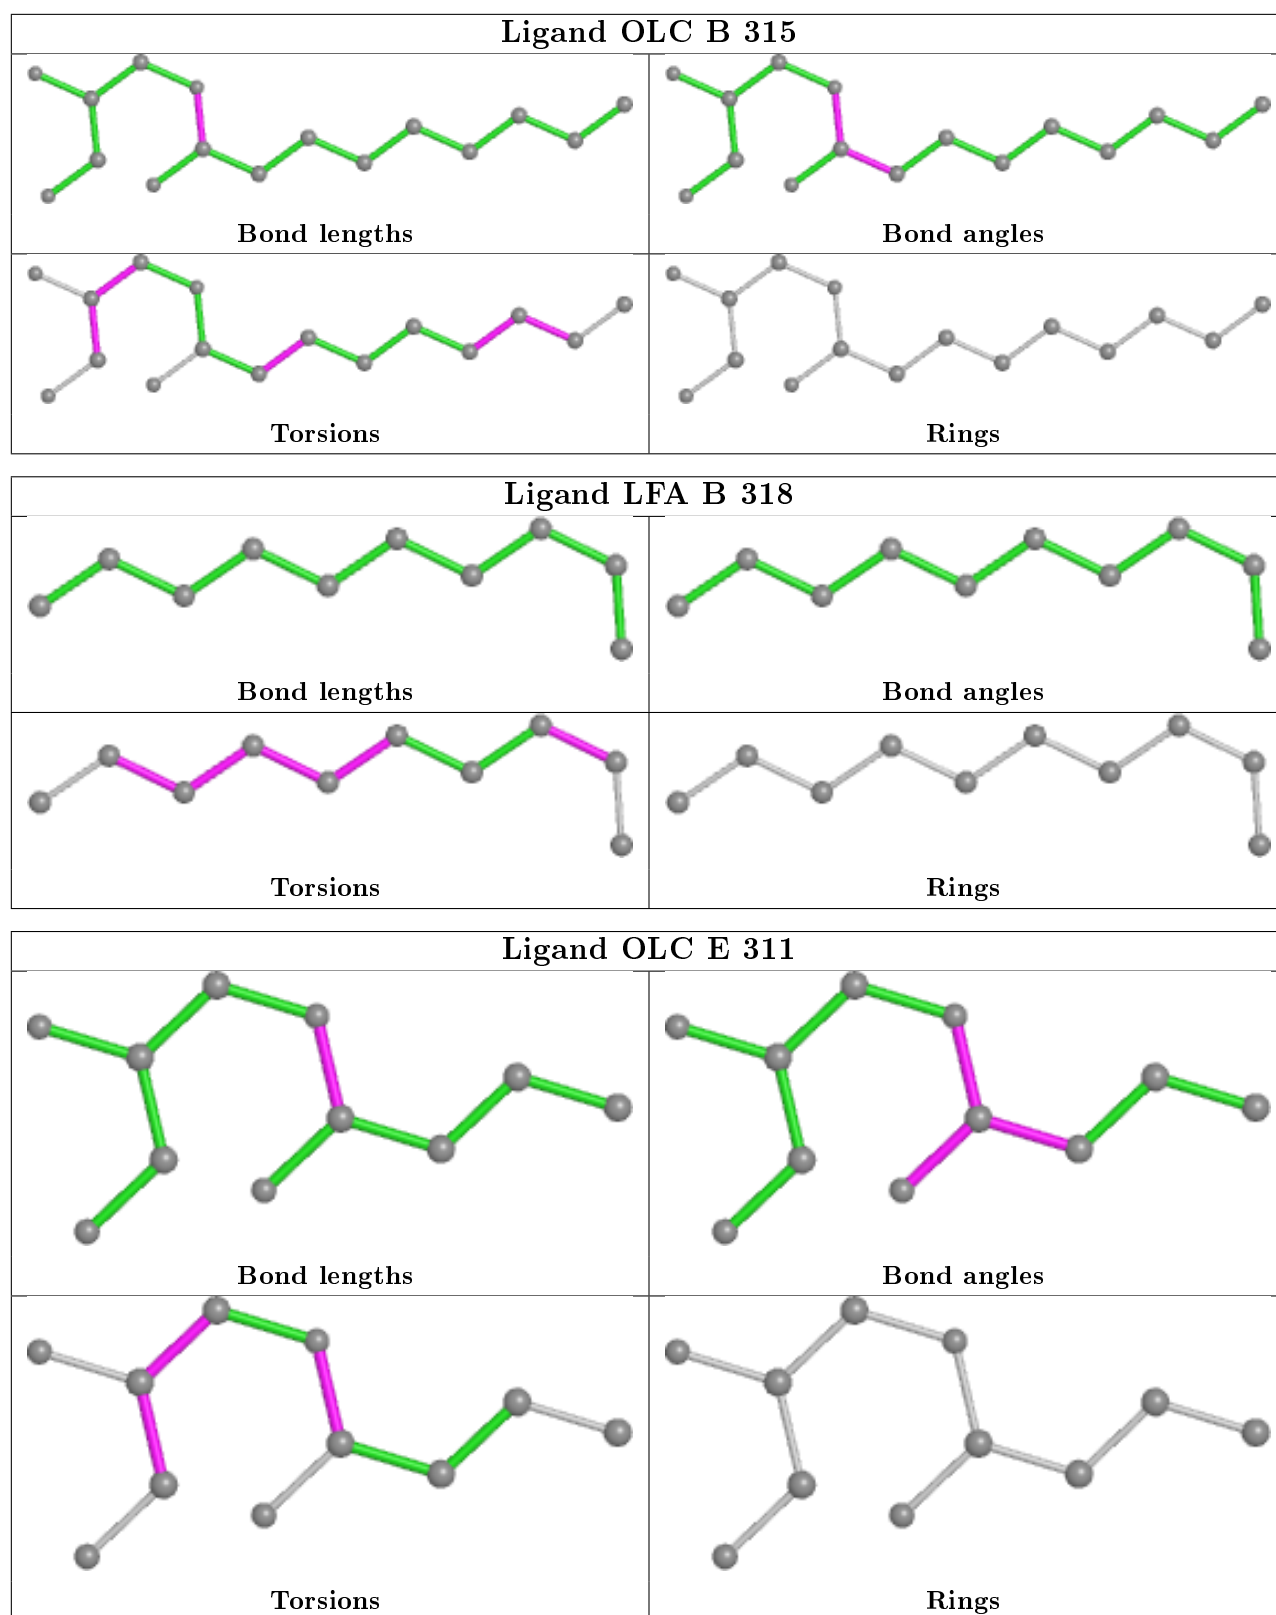 Ligand OLC B 315
Bond lengths
Bond angles
Torsions
Rings
Ligand LFA B 318
Bond lengths
Bond angles
Torsions
Rings
Ligand OLC E 311
Bond lengths
Bond angles
Torsions
Rings